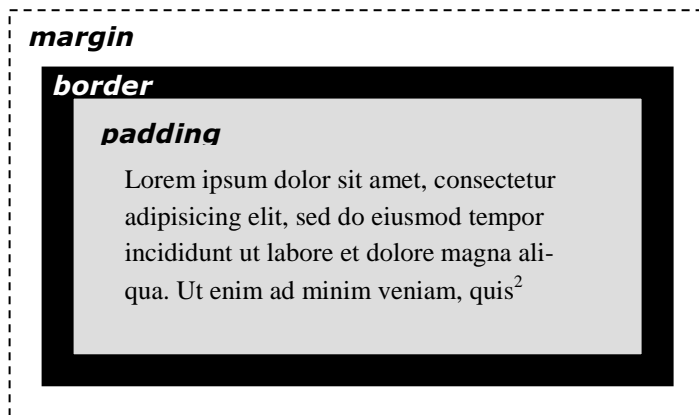 margin
border
padding
Lorem ipsum dolor sit amet, consectetur
adipisicing elit, sed do eiusmod tempor
incididunt ut labore et dolore magna ali-
qua. Ut enim ad minim veniam, quis²